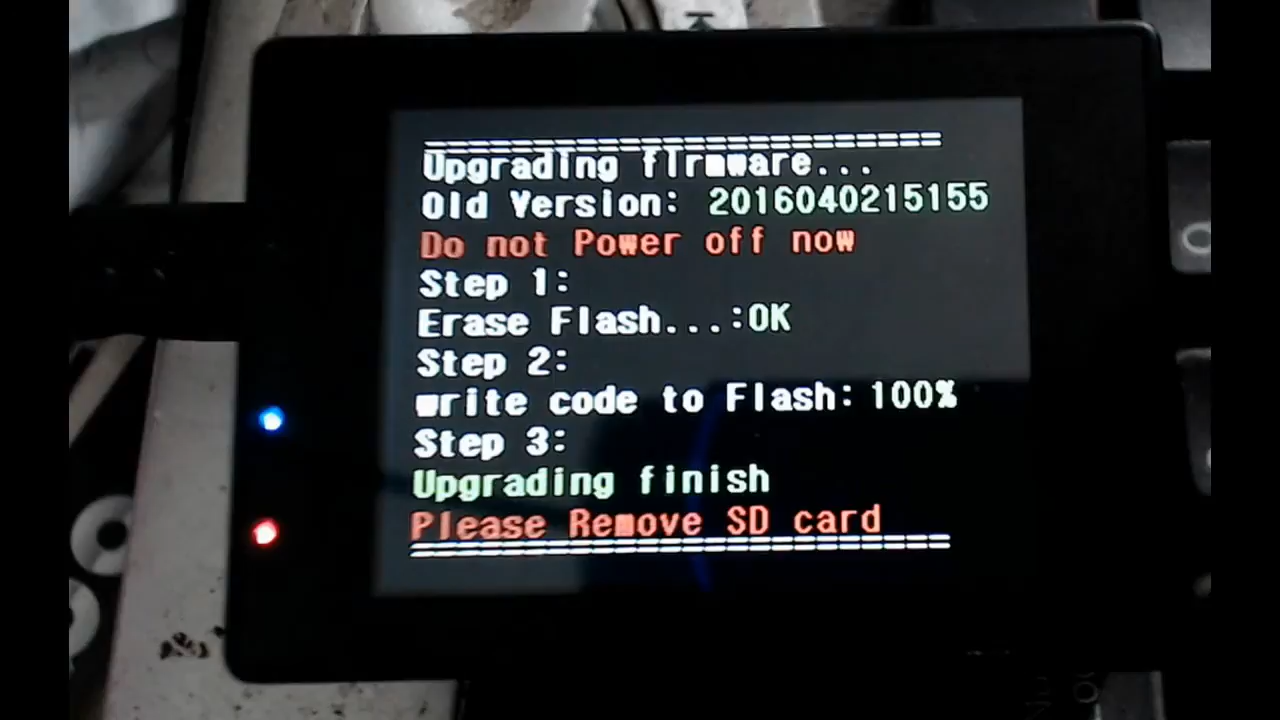 ==============================
Upgrading firmware...
Old Version: 2016040215155
Do not Power off now
Step 1:
Erase Flash...:OK
Step 2:
write code to Flash: 100%
Step 3:
Upgrading finish
Please Remove SD card
==============================